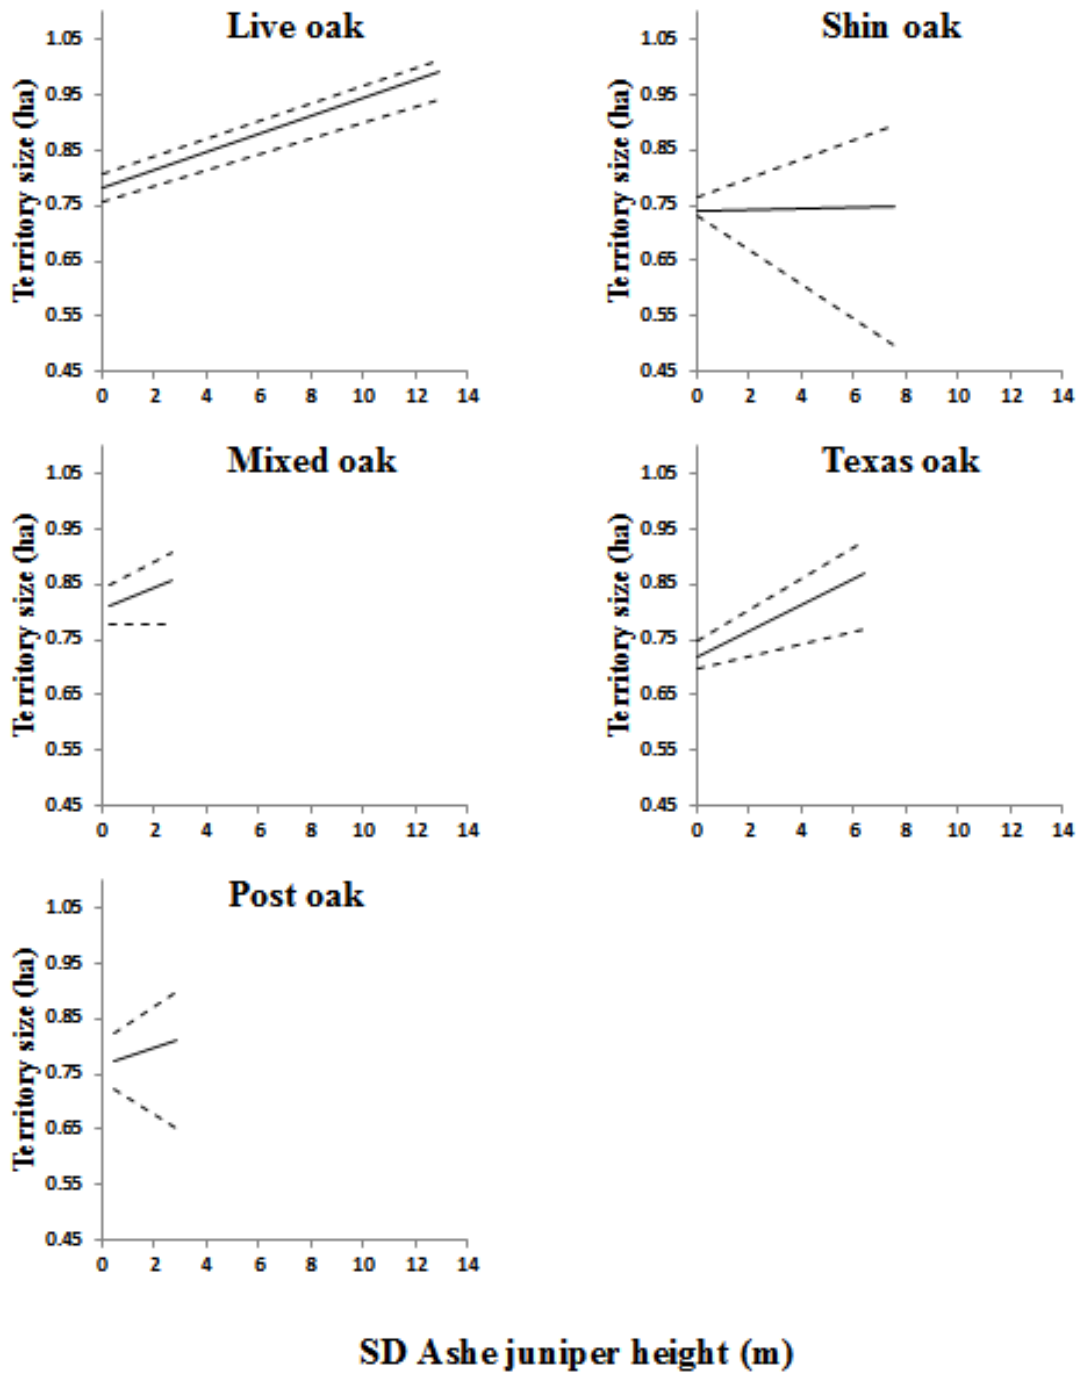 Live oak
Territory size (ha)
1.05
0.95
0.85
0.75
0.65
0.55
0.45
0 2 4 6 8 10 12 14
Shin oak
Territory size (ha)
1.05
0.95
0.85
0.75
0.65
0.55
0.45
0 2 4 6 8 10 12 14
Mixed oak
Territory size (ha)
1.05
0.95
0.85
0.75
0.65
0.55
0.45
0 2 4 6 8 10 12 14
Texas oak
Territory size (ha)
1.05
0.95
0.85
0.75
0.65
0.55
0.45
0 2 4 6 8 10 12 14
Post oak
Territory size (ha)
1.05
0.95
0.85
0.75
0.65
0.55
0.45
0 2 4 6 8 10 12 14
SD Ashe juniper height (m)